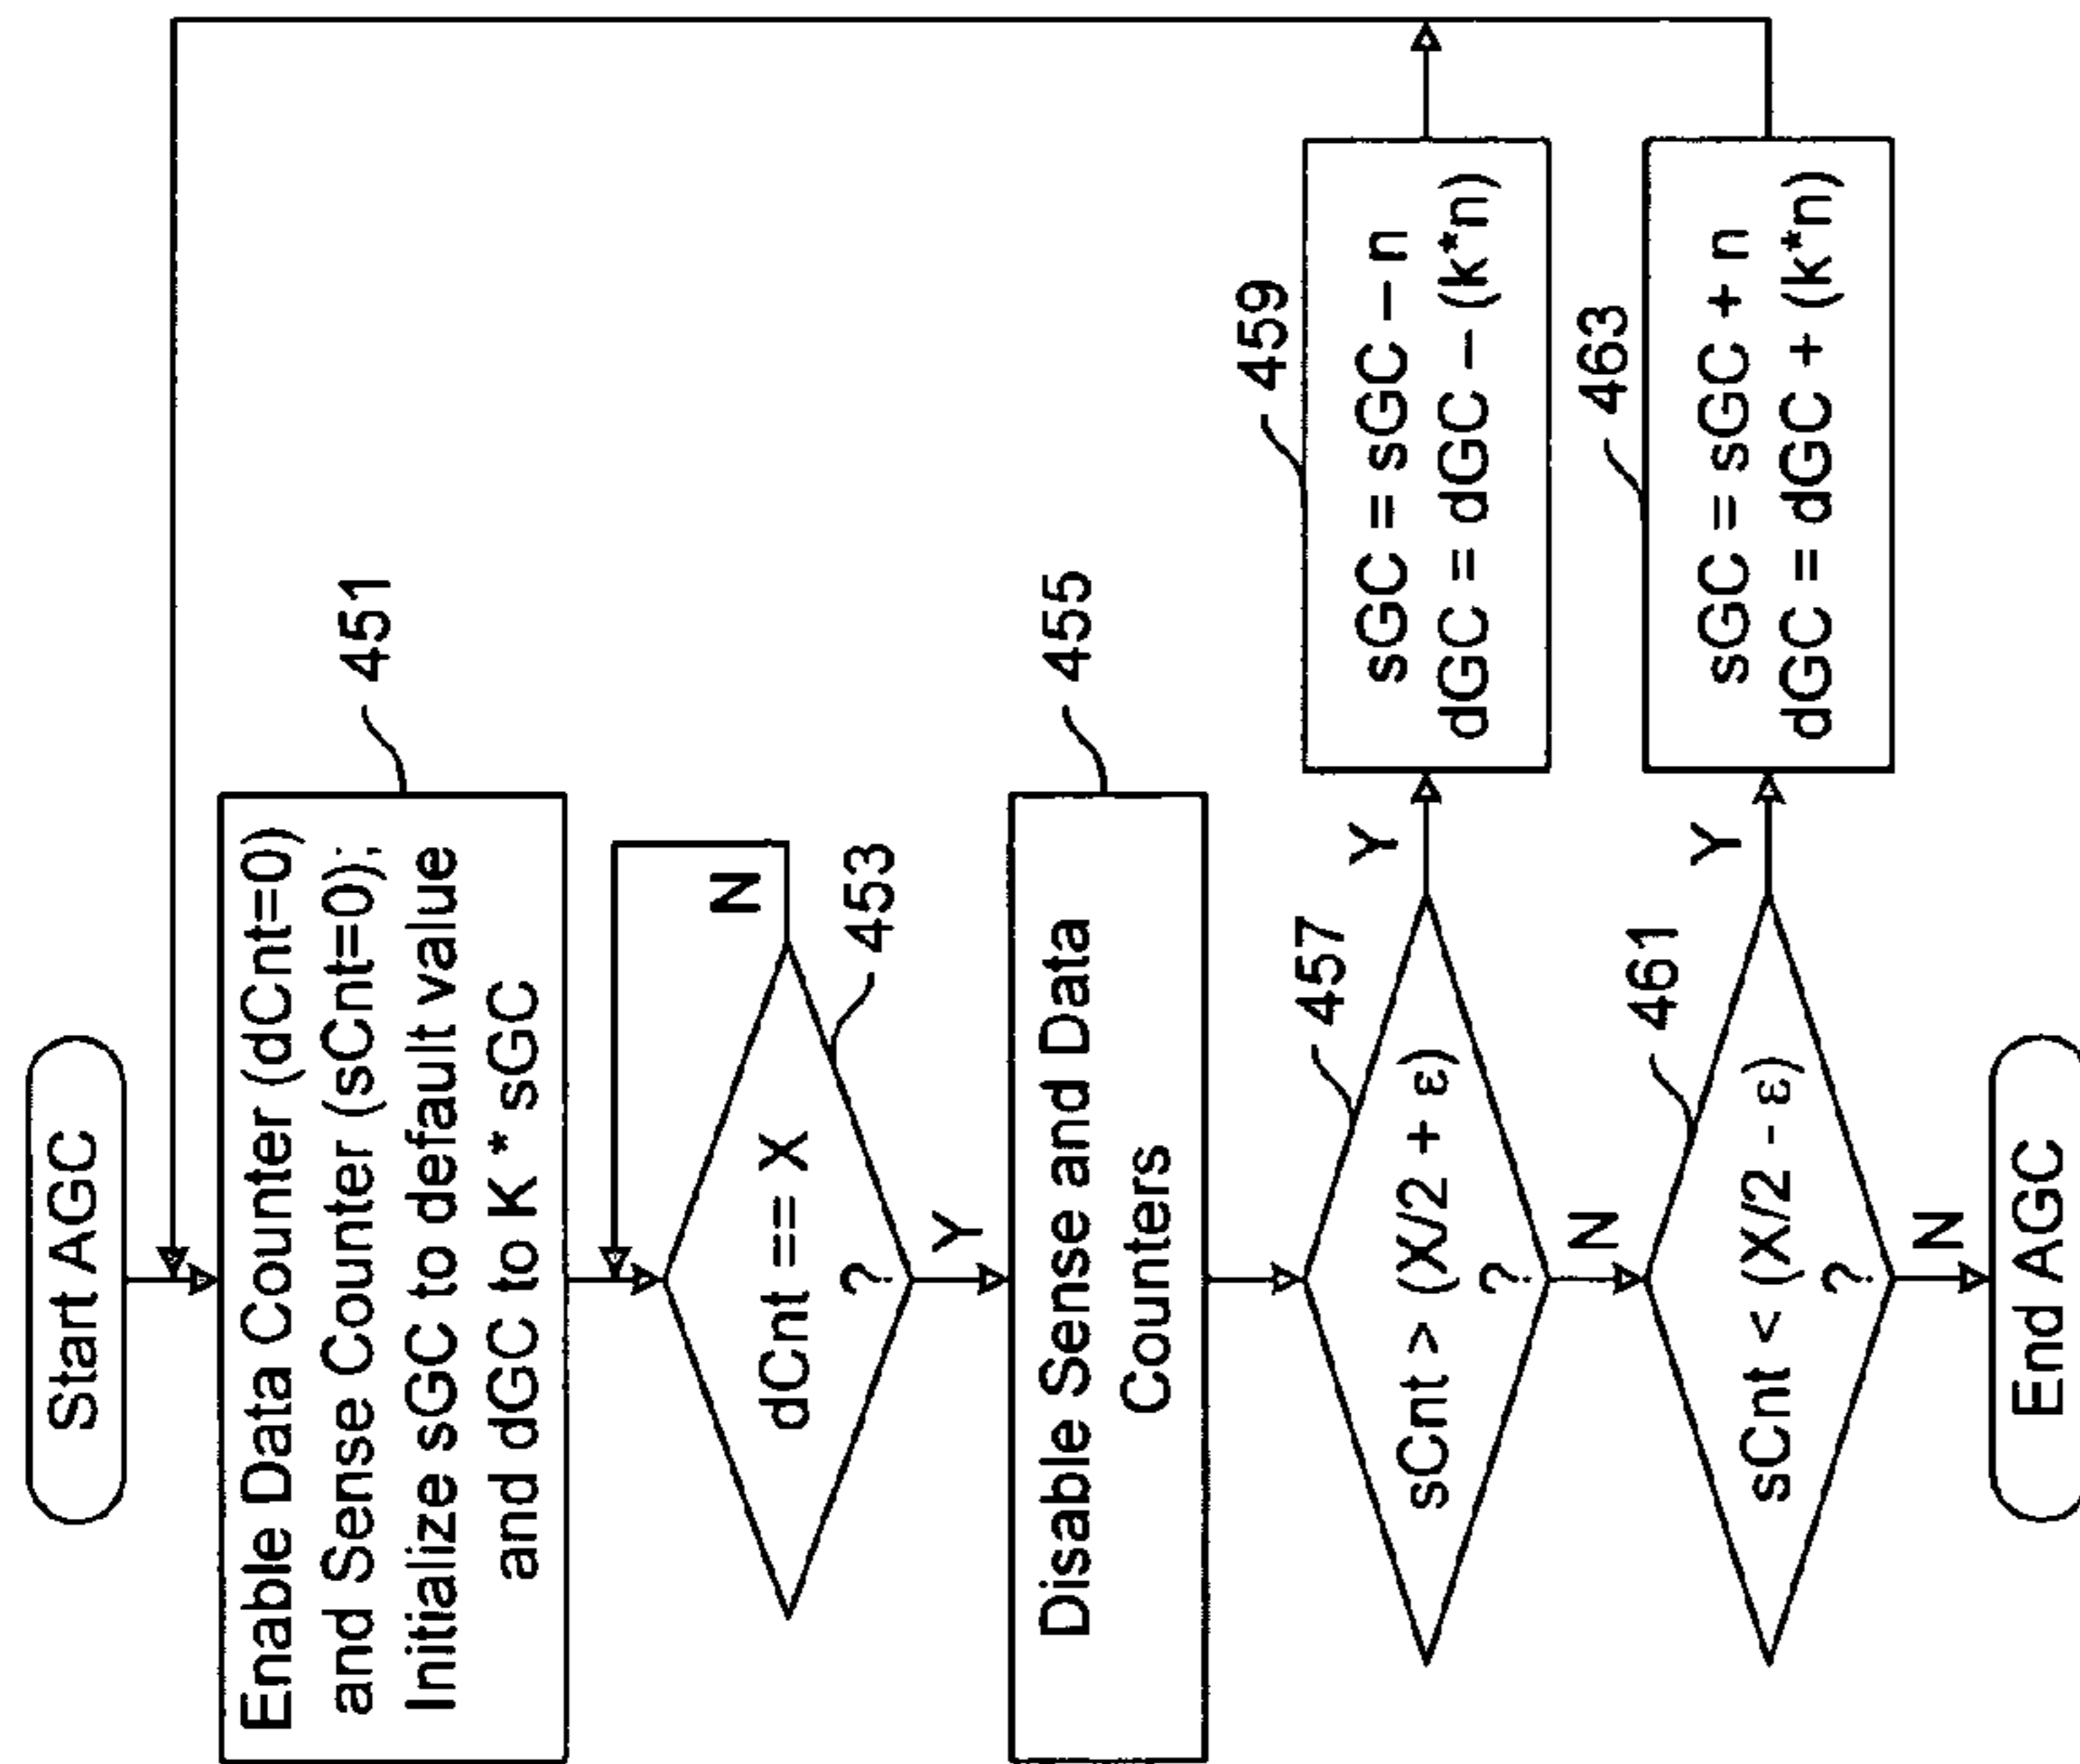 Start AGC
Enable Data Counter (dCnt=0)
and Sense Counter (sCnt=0);
Initialize sGC to default value
and dGC to K * sGC
451
dCnt == X
?
N
453
Y
Disable Sense and Data
Counters
455
sCnt > (X/2 + ε)
?
457
Y
sGC = sGC – n
dGC = dGC – (k*n)
459
N
sCnt < (X/2 - ε)
?
461
Y
sGC = sGC + n
dGC = dGC + (k*n)
463
N
End AGC